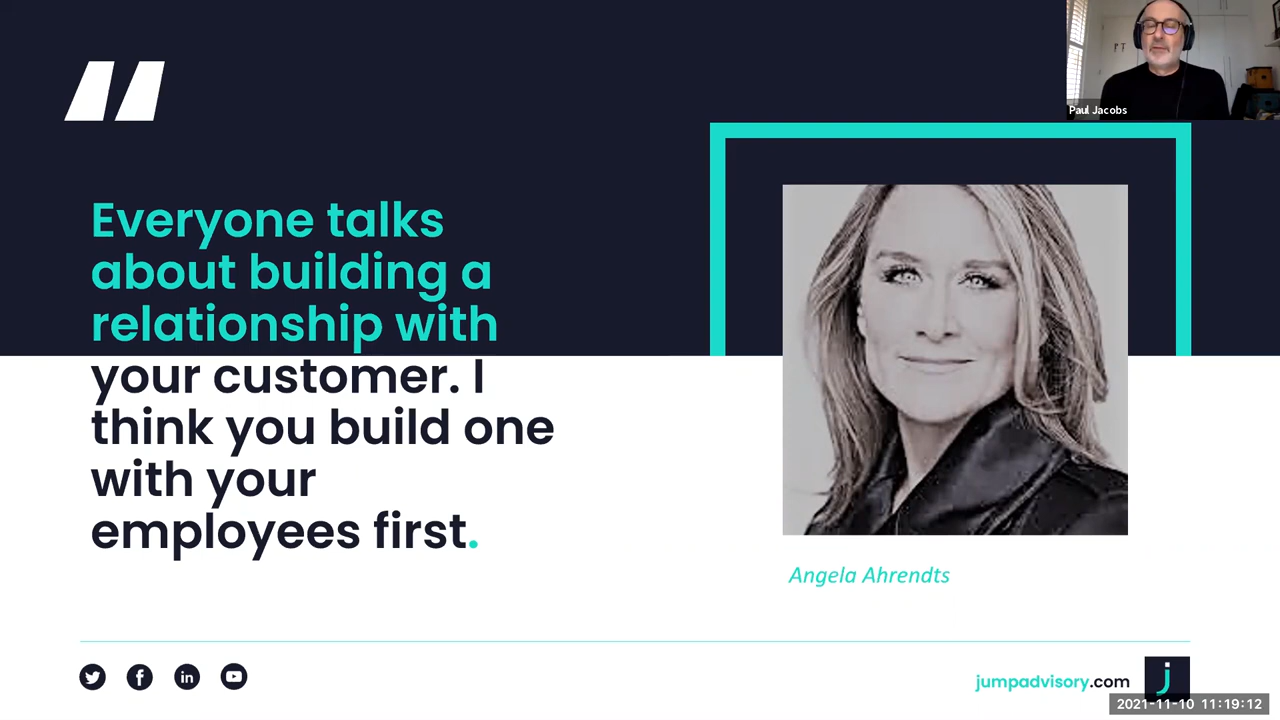 Paul Jacobs
Everyone talks
about building a
relationship with
your customer. I
think you build one
with your
employees first.
Angela Ahrendts
jumpadvisory.com
2021-11-10 11:19:12